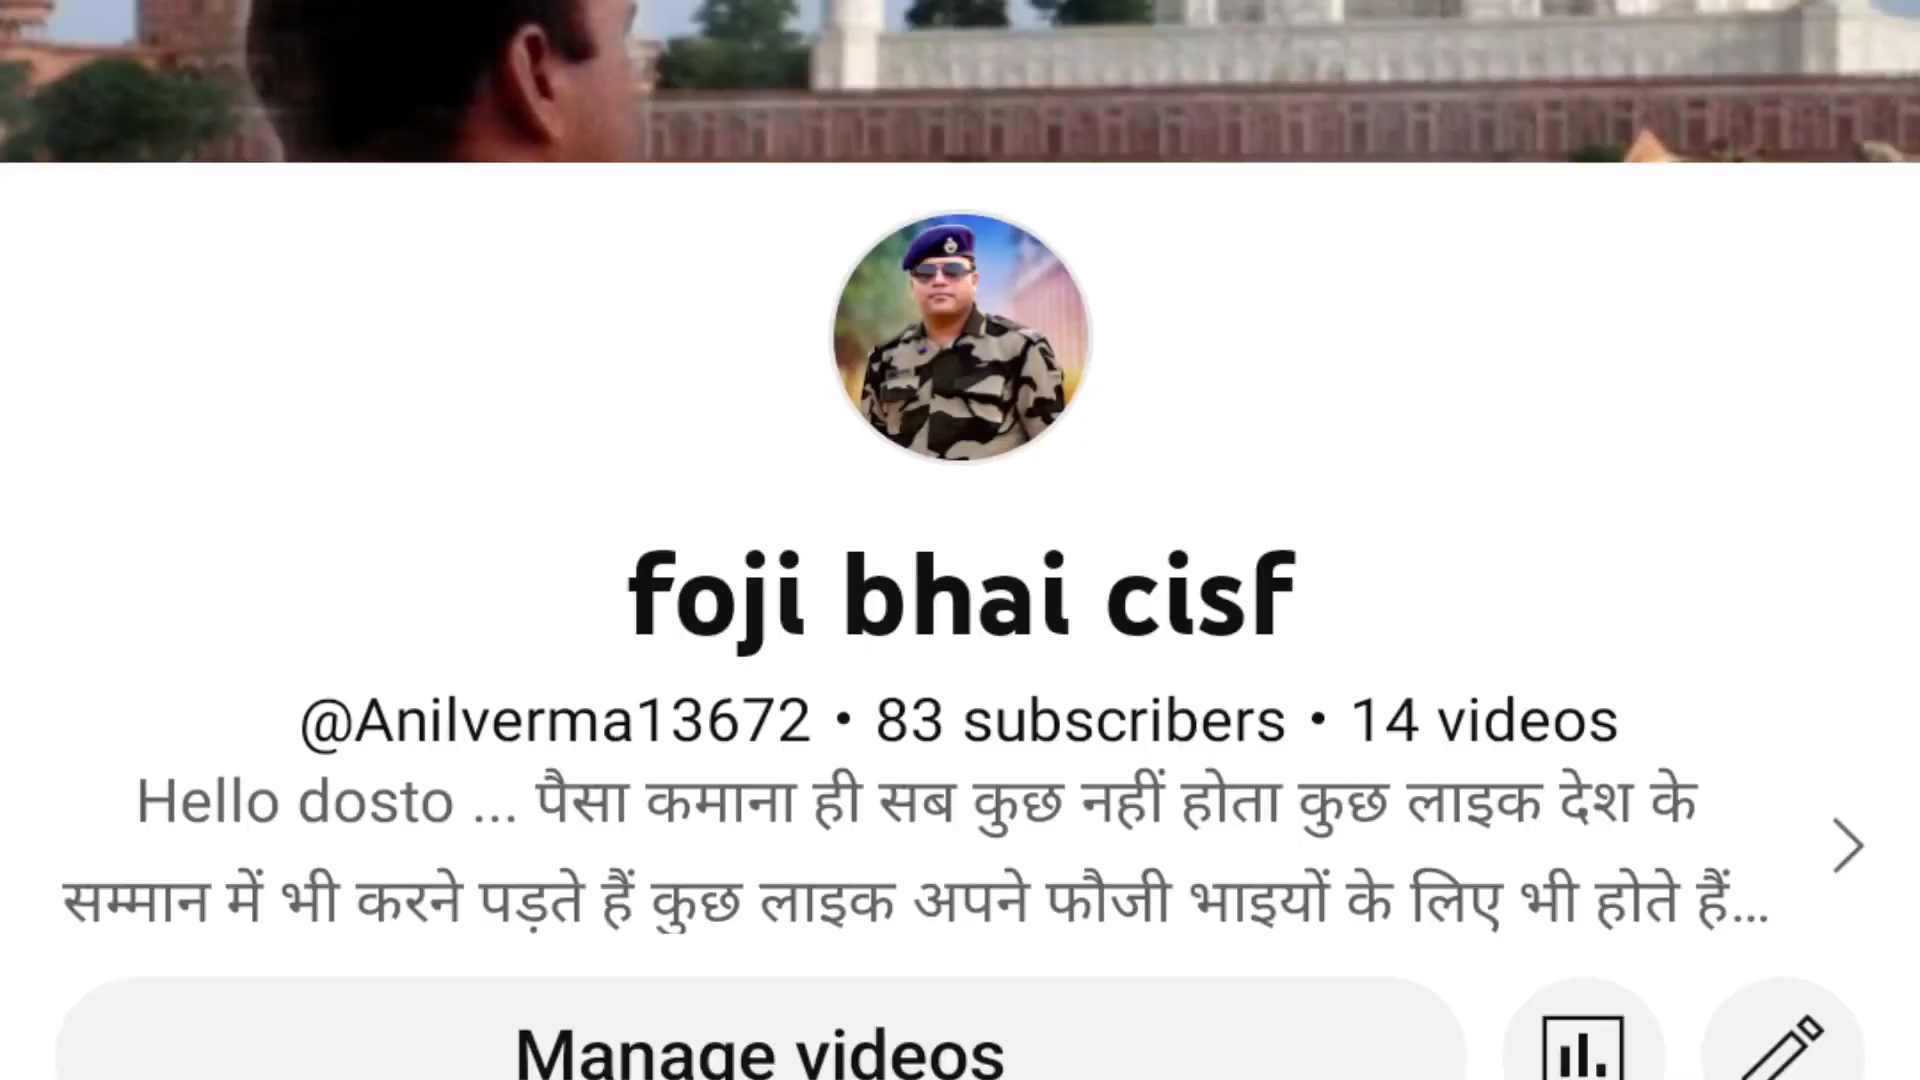 foji bhai cisf
@Anilverma13672 • 83 subscribers • 14 videos
Hello dosto ... पैसा कमाना ही सब कुछ नहीं होता कुछ लाइक देश के
सम्मान में भी करने पड़ते हैं कुछ लाइक अपने फौजी भाइयों के लिए भी होते हैं...
Manage videos